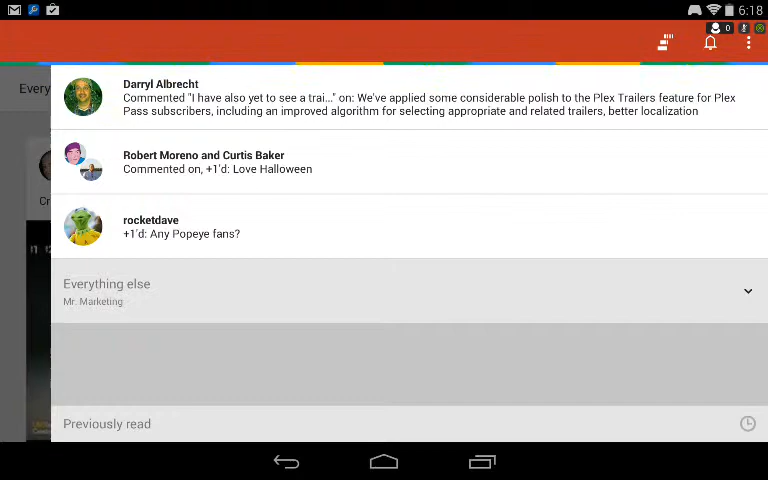 6:18
0
Every
Darryl Albrecht
Commented "I have also yet to see a trai..." on: We've applied some considerable polish to the Plex Trailers feature for Plex
Pass subscribers, including an improved algorithm for selecting appropriate and related trailers, better localization
Robert Moreno and Curtis Baker
Commented on, +1'd: Love Halloween
Cr
rocketdave
+1'd: Any Popeye fans?
Everything else
Mr. Marketing
Previously read